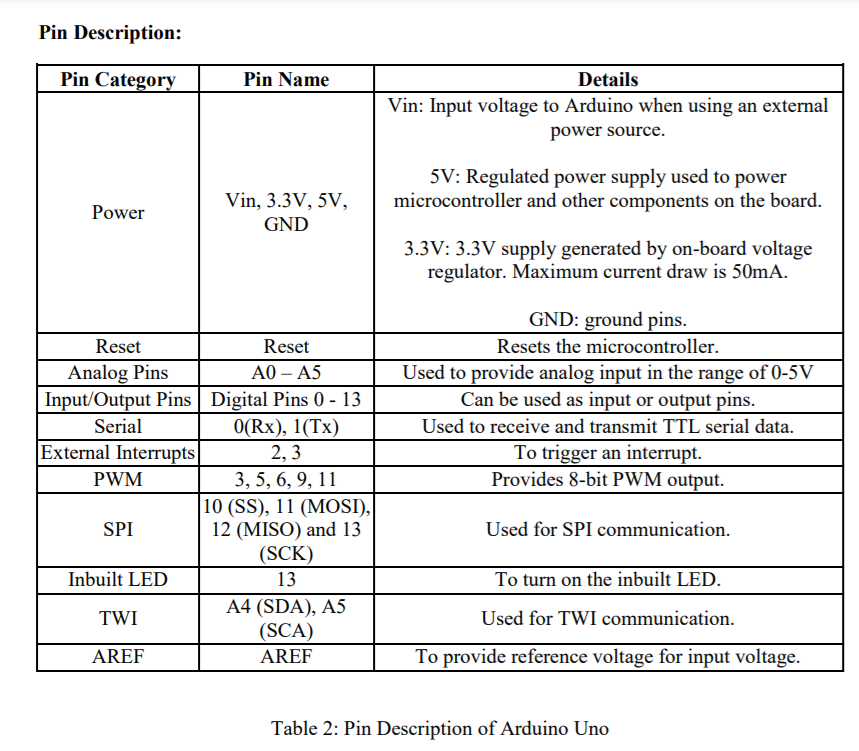 Pin Description:
Pin Category Pin Name Details
Power
Vin, 3.3V, 5V,
GND
Vin: Input voltage to Arduino when using an external
power source.
5V: Regulated power supply used to power
microcontroller and other components on the board.
3.3V: 3.3V supply generated by on-board voltage
regulator. Maximum current draw is 50mA.
GND: ground pins.
Reset Reset Resets the microcontroller.
Analog Pins A0 – A5 Used to provide analog input in the range of 0-5V
Input/Output Pins Digital Pins 0 - 13 Can be used as input or output pins.
Serial 0(Rx), 1(Tx) Used to receive and transmit TTL serial data.
External Interrupts 2, 3 To trigger an interrupt.
PWM 3, 5, 6, 9, 11 Provides 8-bit PWM output.
SPI
10 (SS), 11 (MOSI),
12 (MISO) and 13
(SCK)
Used for SPI communication.
Inbuilt LED 13 To turn on the inbuilt LED.
TWI
A4 (SDA), A5
(SCA)
Used for TWI communication.
AREF AREF To provide reference voltage for input voltage.
Table 2: Pin Description of Arduino Uno